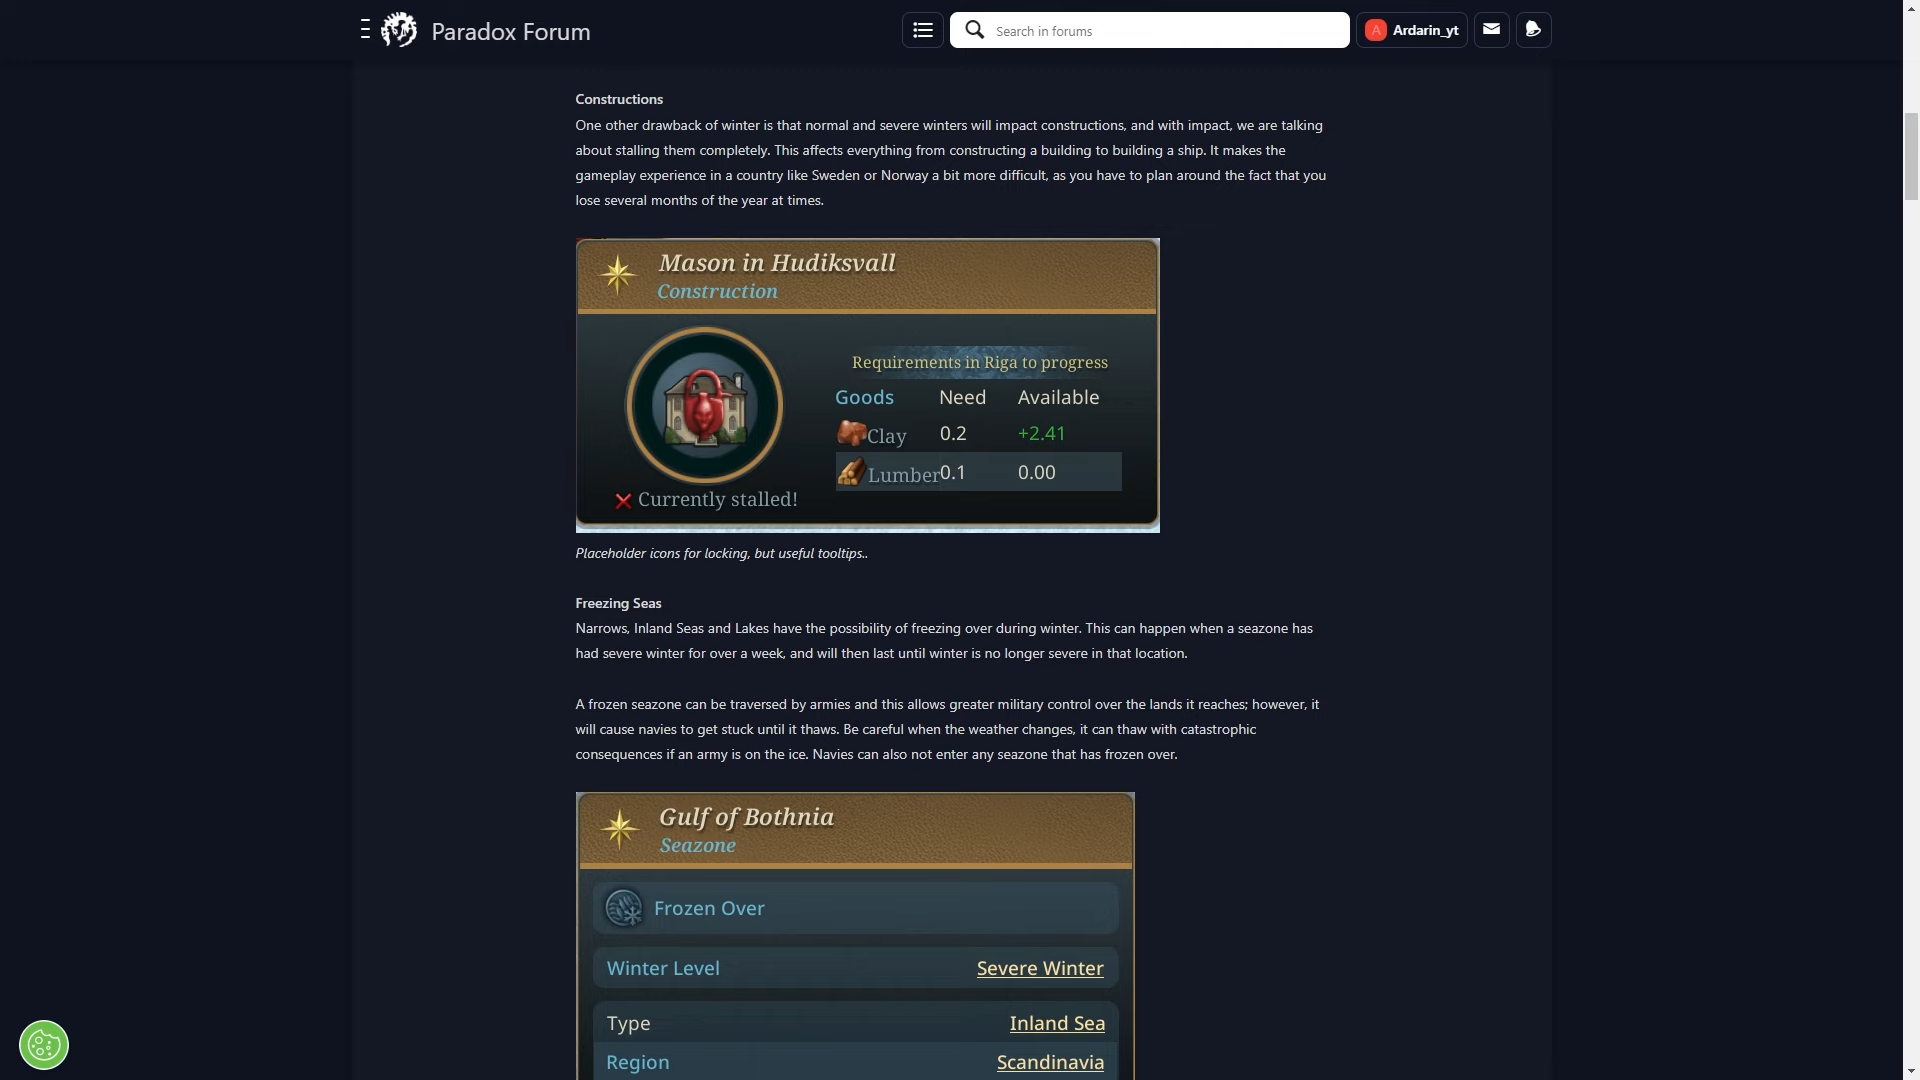 Paradox Forum
Search in forums
A
Ardarin_yt
Constructions
One other drawback of winter is that normal and severe winters will impact constructions, and with impact, we are talking
about stalling them completely. This affects everything from constructing a building to building a ship. It makes the
gameplay experience in a country like Sweden or Norway a bit more difficult, as you have to plan around the fact that you
lose several months of the year at times.
Mason in Hudiksvall
Construction
Requirements in Riga to progress
Goods Need Available
Clay 0.2 +2.41
Lumber 0.1 0.00
Currently stalled!
Placeholder icons for locking, but useful tooltips..
Freezing Seas
Narrows, Inland Seas and Lakes have the possibility of freezing over during winter. This can happen when a seazone has
had severe winter for over a week, and will then last until winter is no longer severe in that location.
A frozen seazone can be traversed by armies and this allows greater military control over the lands it reaches; however, it
will cause navies to get stuck until it thaws. Be careful when the weather changes, it can thaw with catastrophic
consequences if an army is on the ice. Navies can also not enter any seazone that has frozen over.
Gulf of Bothnia
Seazone
Frozen Over
Winter Level Severe Winter
Type Inland Sea
Region Scandinavia